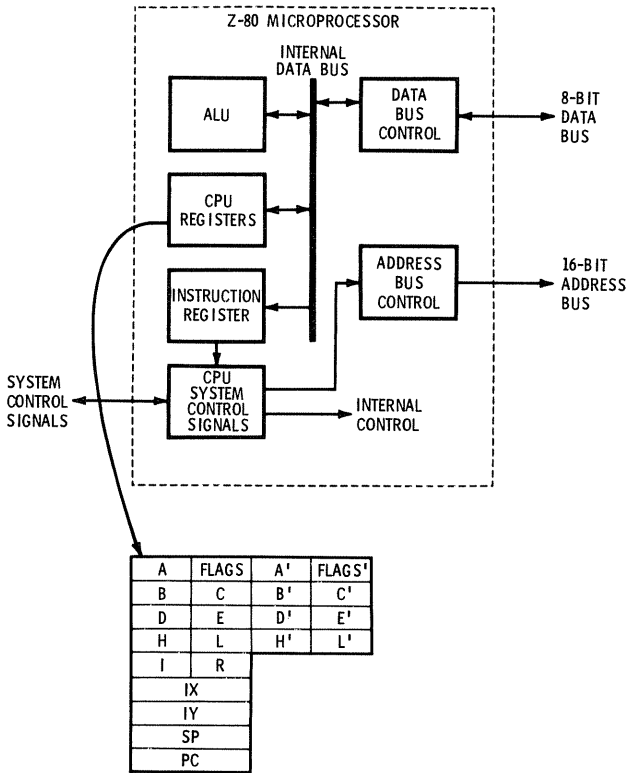 Z-80 MICROPROCESSOR
INTERNAL
DATA BUS
ALU
DATA
BUS
CONTROL
8-BIT
DATA
BUS
CPU
REGISTERS
ADDRESS
BUS
CONTROL
16-BIT
ADDRESS
BUS
INSTRUCTION
REGISTER
SYSTEM
CONTROL
SIGNALS
CPU
SYSTEM
CONTROL
SIGNALS
INTERNAL
CONTROL
A FLAGS A' FLAGS'
B C B' C'
D E D' E'
H L H' L'
I R
IX
IY
SP
PC